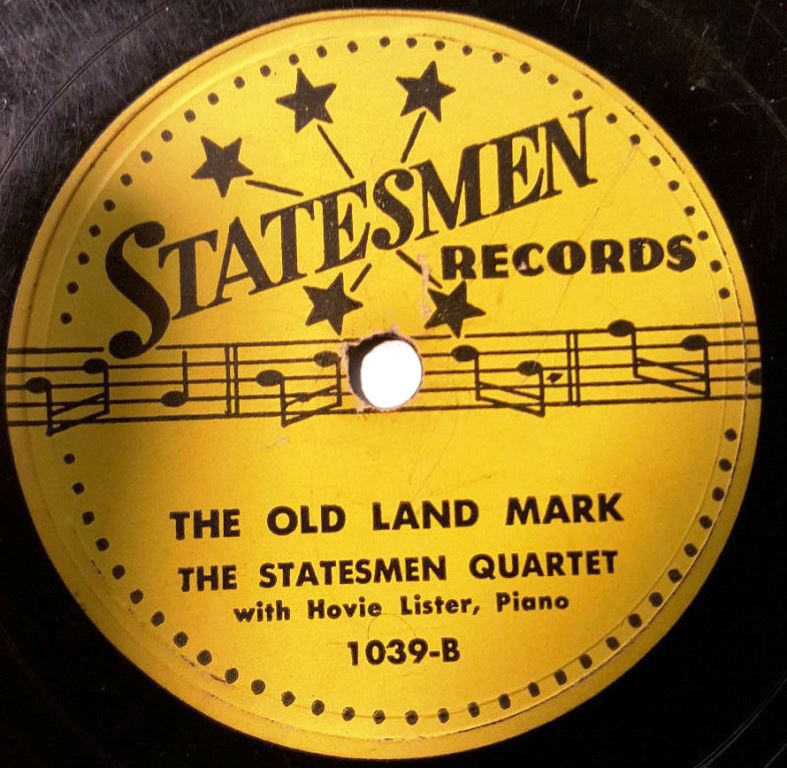 STATESMEN
RECORDS
THE OLD LAND MARK
THE STATESMEN QUARTET
with Hovie Lister, Piano
1039-B